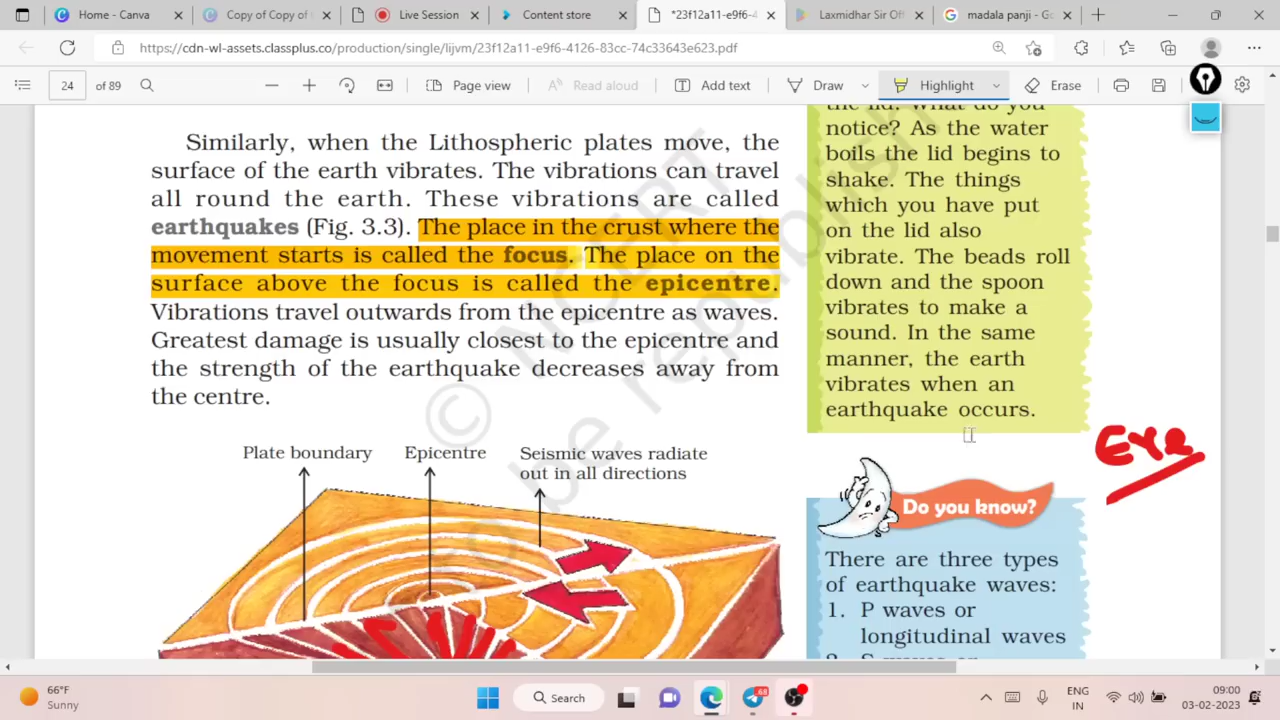 Home - Canva
Copy of Copy of
Live Session
Content store
*23f12a11-e9f6-4
Laxmidhar Sir Off
madala panji - Go
https://cdn-wl-assets.classplus.co/production/single/lijvm/23f12a11-e9f6-4126-83cc-74c33643e623.pdf
24 of 89
Page view
Read aloud
Add text
Draw
Highlight
Erase
Similarly, when the Lithospheric plates move, the
surface of the earth vibrates. The vibrations can travel
all round the earth. These vibrations are called
earthquakes (Fig. 3.3). The place in the crust where the
movement starts is called the focus. The place on the
surface above the focus is called the epicentre.
Vibrations travel outwards from the epicentre as waves.
Greatest damage is usually closest to the epicentre and
the strength of the earthquake decreases away from
the centre.
Plate boundary
Epicentre
Seismic waves radiate
out in all directions
the lid. What do you
notice? As the water
boils the lid begins to
shake. The things
which you have put
on the lid also
vibrate. The beads roll
down and the spoon
vibrates to make a
sound. In the same
manner, the earth
vibrates when an
earthquake occurs.
Do you know?
There are three types
of earthquake waves:
1. P waves or
longitudinal waves
© NCERT
be republish
66°F
Sunny
Search
68
ENG
IN
09:00
03-02-2023